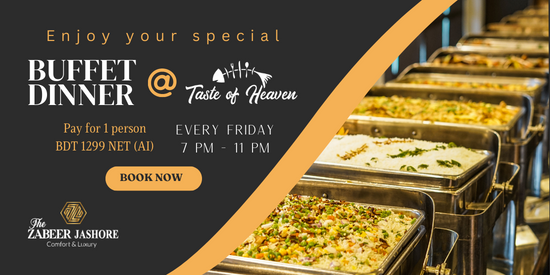 Enjoy your special
BUFFET
DINNER
@
Taste of Heaven
Pay for 1 person
BDT 1299 NET (AI)
EVERY FRIDAY
7 PM - 11 PM
BOOK NOW
The
ZABEER JASHORE
Comfort & Luxury